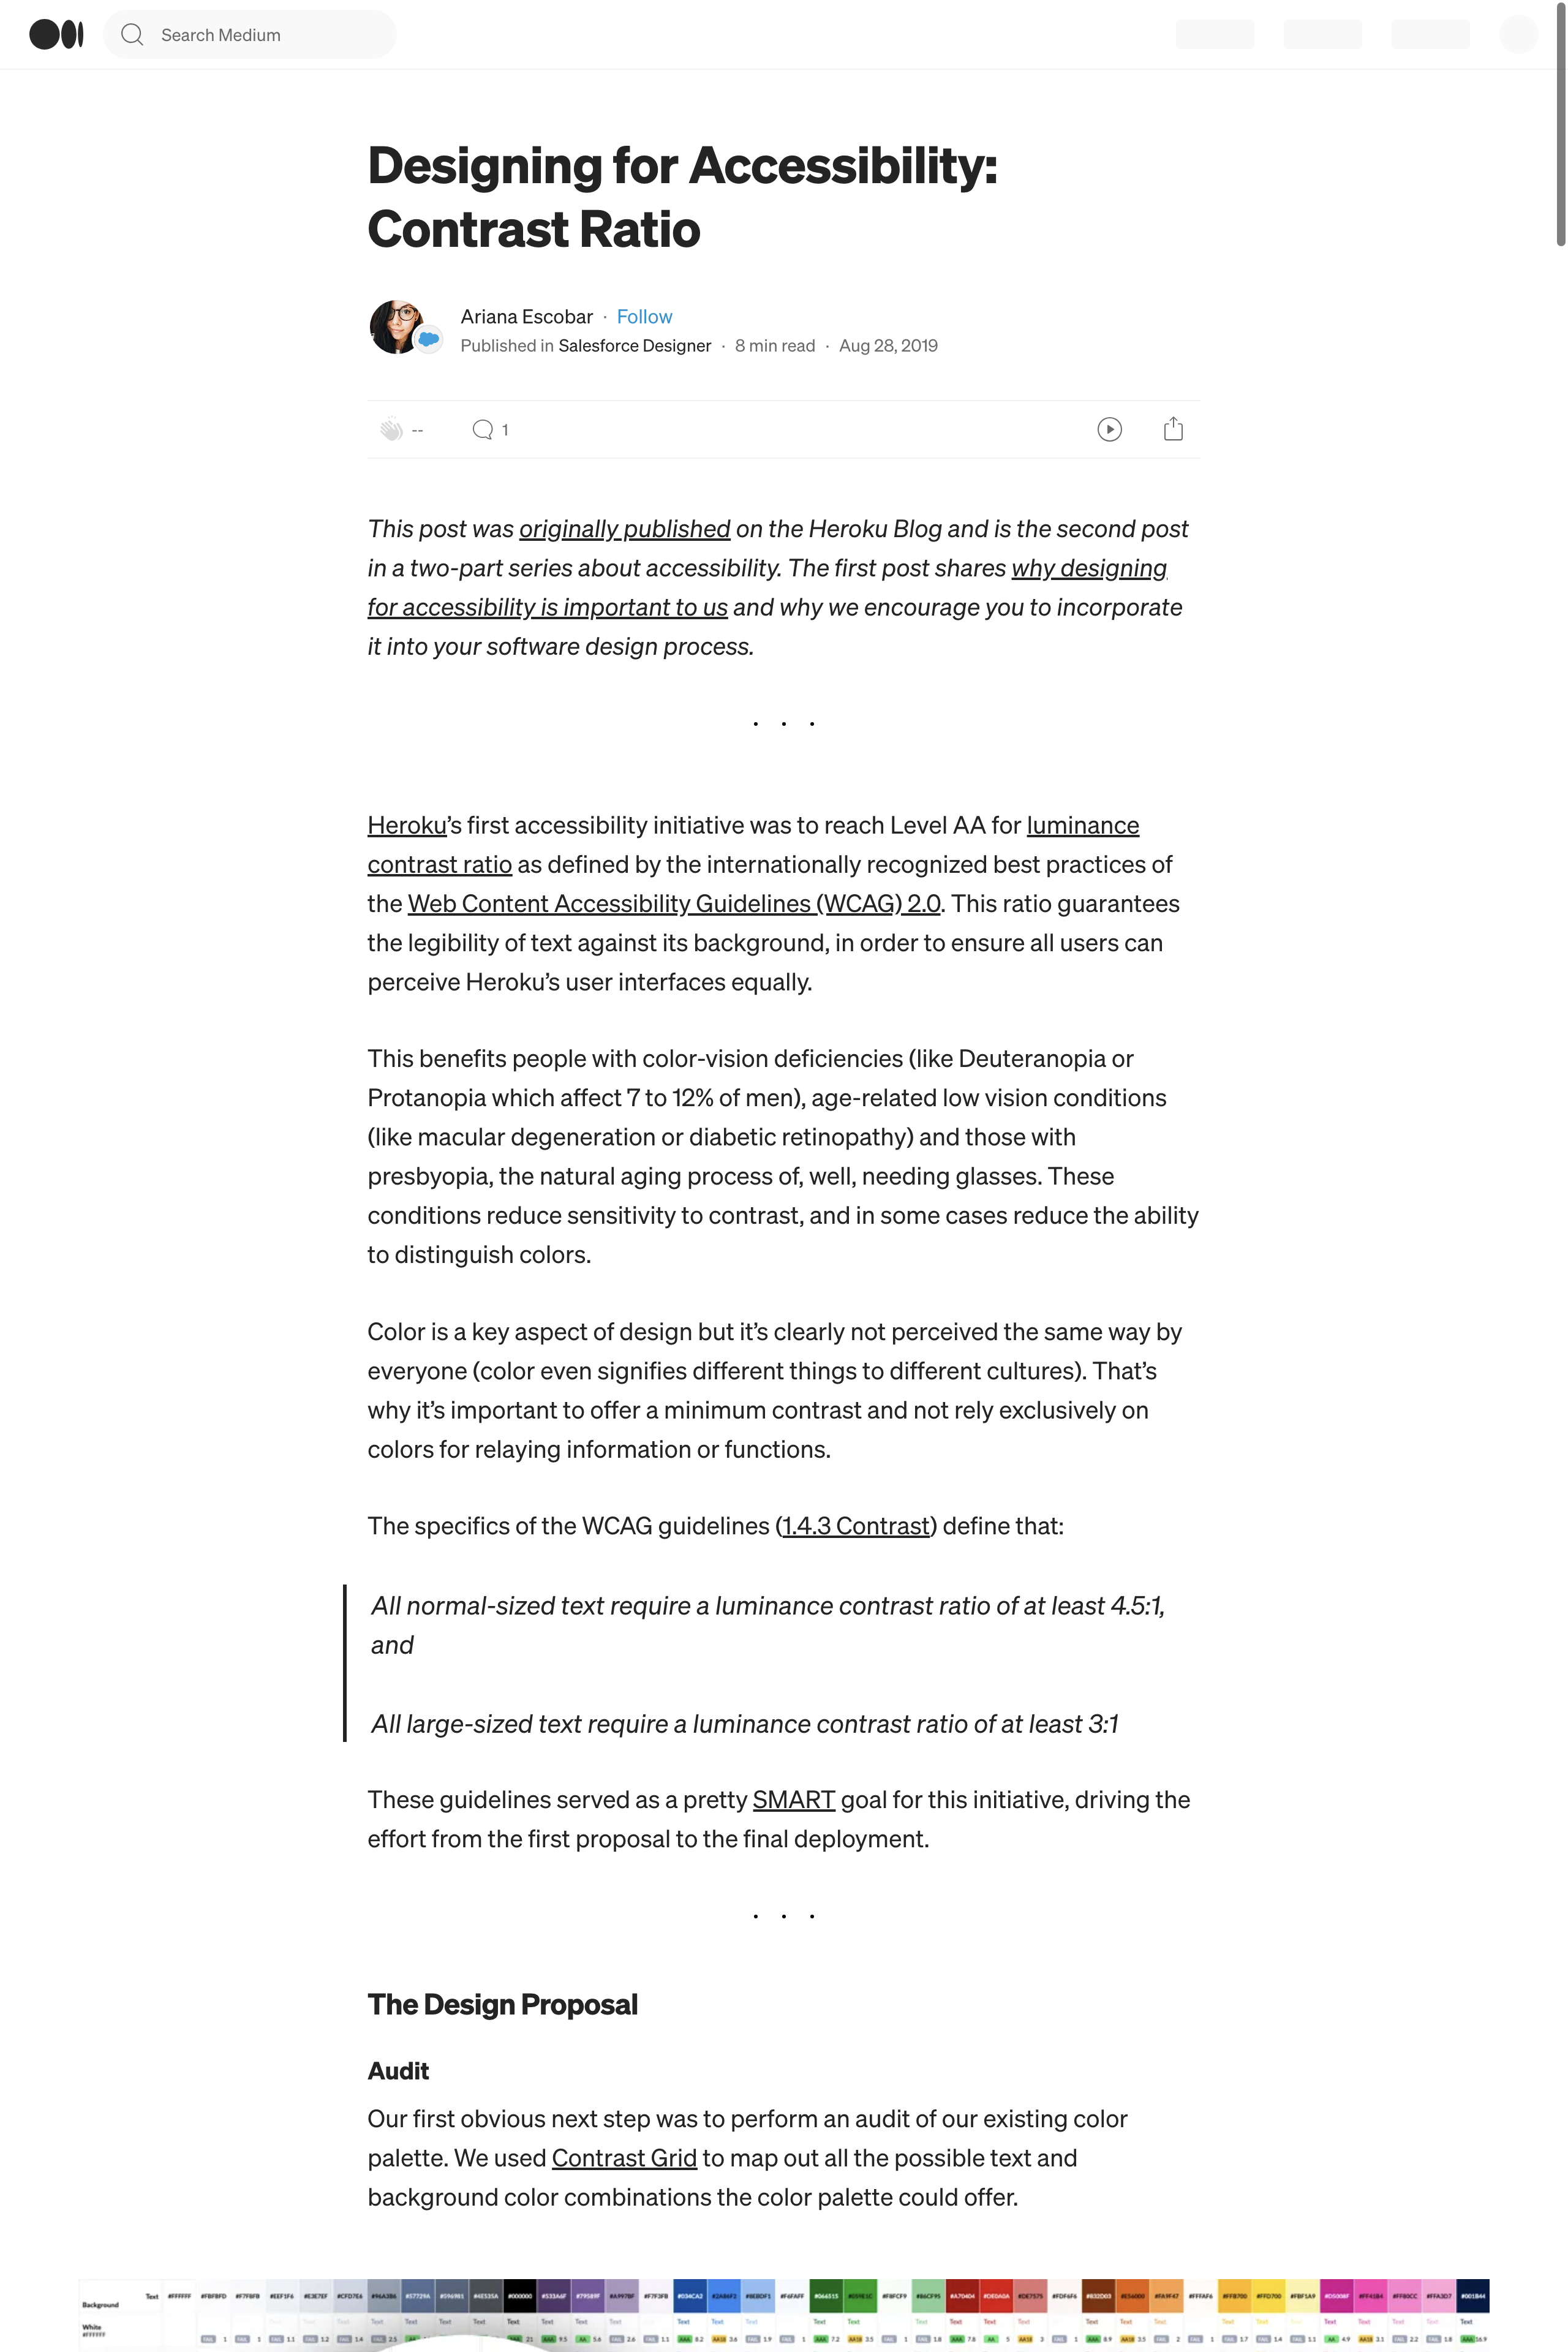 Search Medium
Designing for Accessibility:
Contrast Ratio
Ariana Escobar · Follow
Published in Salesforce Designer · 8 min read · Aug 28, 2019
-- 1
This post was originally published on the Heroku Blog and is the second post
in a two-part series about accessibility. The first post shares why designing
for accessibility is important to us and why we encourage you to incorporate
it into your software design process.
· · ·
Heroku’s first accessibility initiative was to reach Level AA for luminance
contrast ratio as defined by the internationally recognized best practices of
the Web Content Accessibility Guidelines (WCAG) 2.0. This ratio guarantees
the legibility of text against its background, in order to ensure all users can
perceive Heroku’s user interfaces equally.
This benefits people with color-vision deficiencies (like Deuteranopia or
Protanopia which affect 7 to 12% of men), age-related low vision conditions
(like macular degeneration or diabetic retinopathy) and those with
presbyopia, the natural aging process of, well, needing glasses. These
conditions reduce sensitivity to contrast, and in some cases reduce the ability
to distinguish colors.
Color is a key aspect of design but it’s clearly not perceived the same way by
everyone (color even signifies different things to different cultures). That’s
why it’s important to offer a minimum contrast and not rely exclusively on
colors for relaying information or functions.
The specifics of the WCAG guidelines (1.4.3 Contrast) define that:
All normal-sized text require a luminance contrast ratio of at least 4.5:1,
and
All large-sized text require a luminance contrast ratio of at least 3:1
These guidelines served as a pretty SMART goal for this initiative, driving the
effort from the first proposal to the final deployment.
· · ·
The Design Proposal
Audit
Our first obvious next step was to perform an audit of our existing color
palette. We used Contrast Grid to map out all the possible text and
background color combinations the color palette could offer.
Text #FFFFFF
Background
White
#FFFFFF